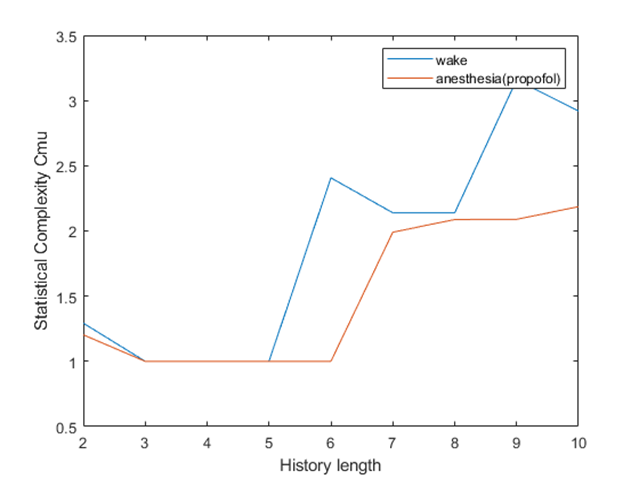 3.5
3
2.5
2
1.5
1
0.5
Statistical Complexity Cmu
wake
anesthesia(propofol)
2 3 4 5 6 7 8 9 10
History length